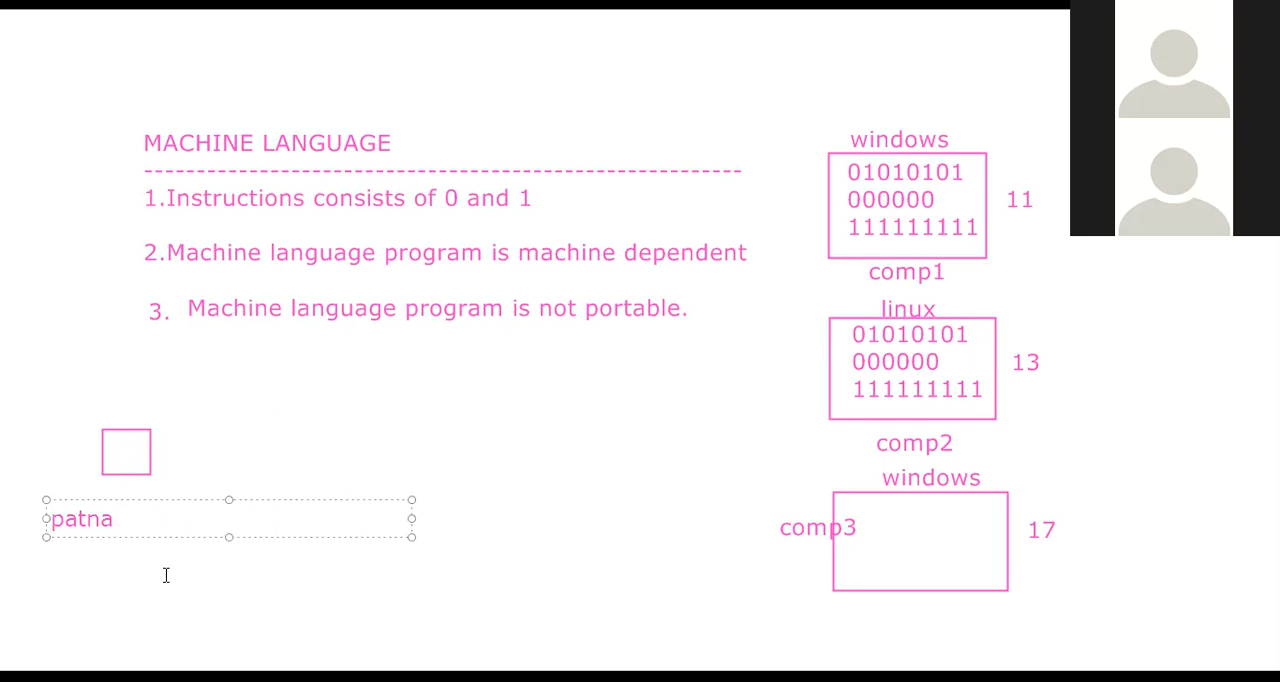 MACHINE LANGUAGE
---------------------------------------------------------
1.Instructions consists of 0 and 1
2.Machine language program is machine dependent
3. Machine language program is not portable.
patna
windows
01010101
000000
111111111
11
comp1
linux
01010101
000000
111111111
13
comp2
windows
comp3
17